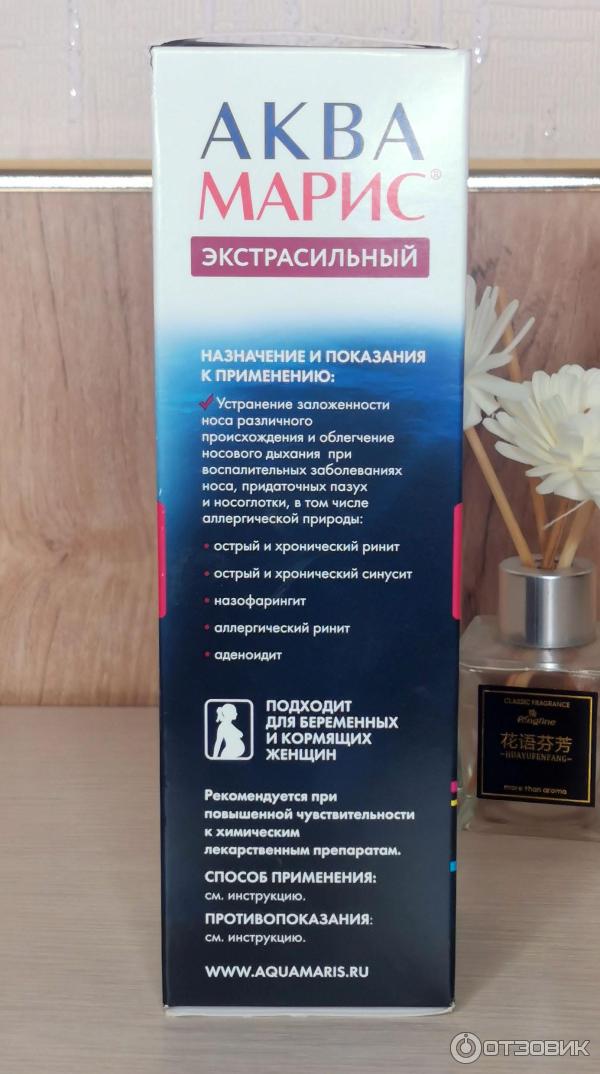 АКВА
МАРИС®
ЭКСТРАСИЛЬНЫЙ
НАЗНАЧЕНИЕ И ПОКАЗАНИЯ
К ПРИМЕНЕНИЮ:
Устранение заложенности
носа различного
происхождения и облегчение
носового дыхания при
воспалительных заболеваниях
носа, придаточных пазух
и носоглотки, в том числе
аллергической природы:
• острый и хронический ринит
• острый и хронический синусит
• назофарингит
• аллергический ринит
• аденоидит
ПОДХОДИТ
ДЛЯ БЕРЕМЕННЫХ
И КОРМЯЩИХ
ЖЕНЩИН
Рекомендуется при
повышенной чувствительности
к химическим
лекарственным препаратам.
СПОСОБ ПРИМЕНЕНИЯ:
см. инструкцию.
ПРОТИВОПОКАЗАНИЯ:
см. инструкцию.
WWW.AQUAMARIS.RU
CLASSIC FRAGRANCE
花语芬芳
-HUAYUFENFANG-
more than aroma
ОТЗОВИК